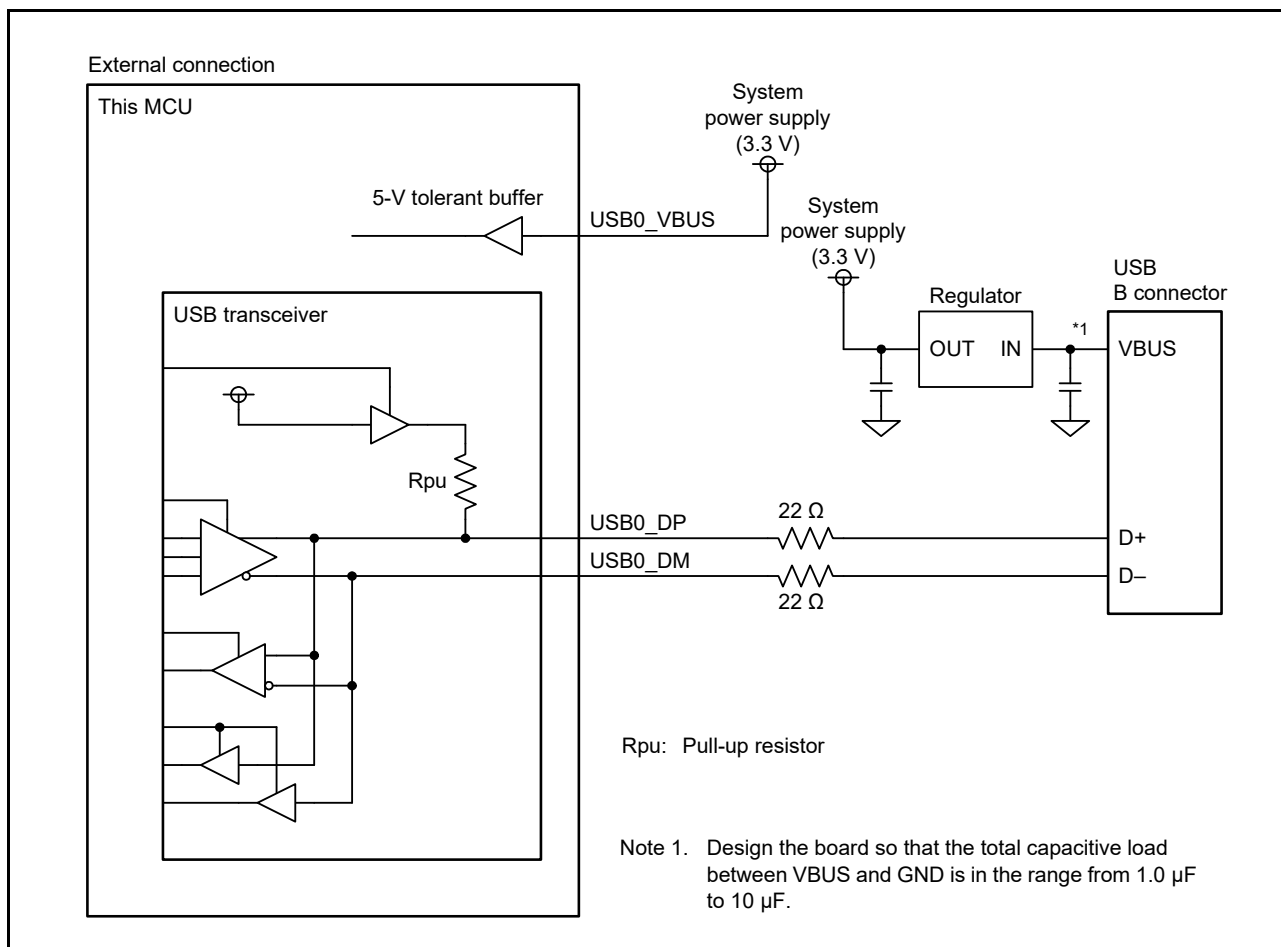 External connection
This MCU
System
power supply
(3.3 V)
5-V tolerant buffer
USB0_VBUS
System
power supply
(3.3 V)
USB
B connector
Regulator
USB transceiver
*1
OUT IN
VBUS
Rpu
22 Ω
USB0_DP
D+
USB0_DM
D–
22 Ω
Rpu: Pull-up resistor
Note 1. Design the board so that the total capacitive load
between VBUS and GND is in the range from 1.0 μF
to 10 μF.